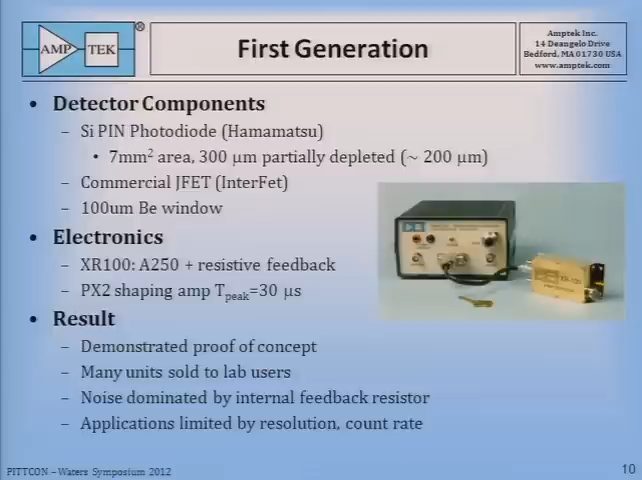 AMP TEK ®
First Generation
Amptek Inc.
14 Deangelo Drive
Bedford, MA 01730 USA
www.amptek.com
• Detector Components
– Si PIN Photodiode (Hamamatsu)
• 7mm² area, 300 µm partially depleted (~ 200 µm)
– Commercial JFET (InterFet)
– 100um Be window
• Electronics
– XR100: A250 + resistive feedback
– PX2 shaping amp Tpeak=30 µs
• Result
– Demonstrated proof of concept
– Many units sold to lab users
– Noise dominated by internal feedback resistor
– Applications limited by resolution, count rate
PITTCON – Waters Symposium 2012
10